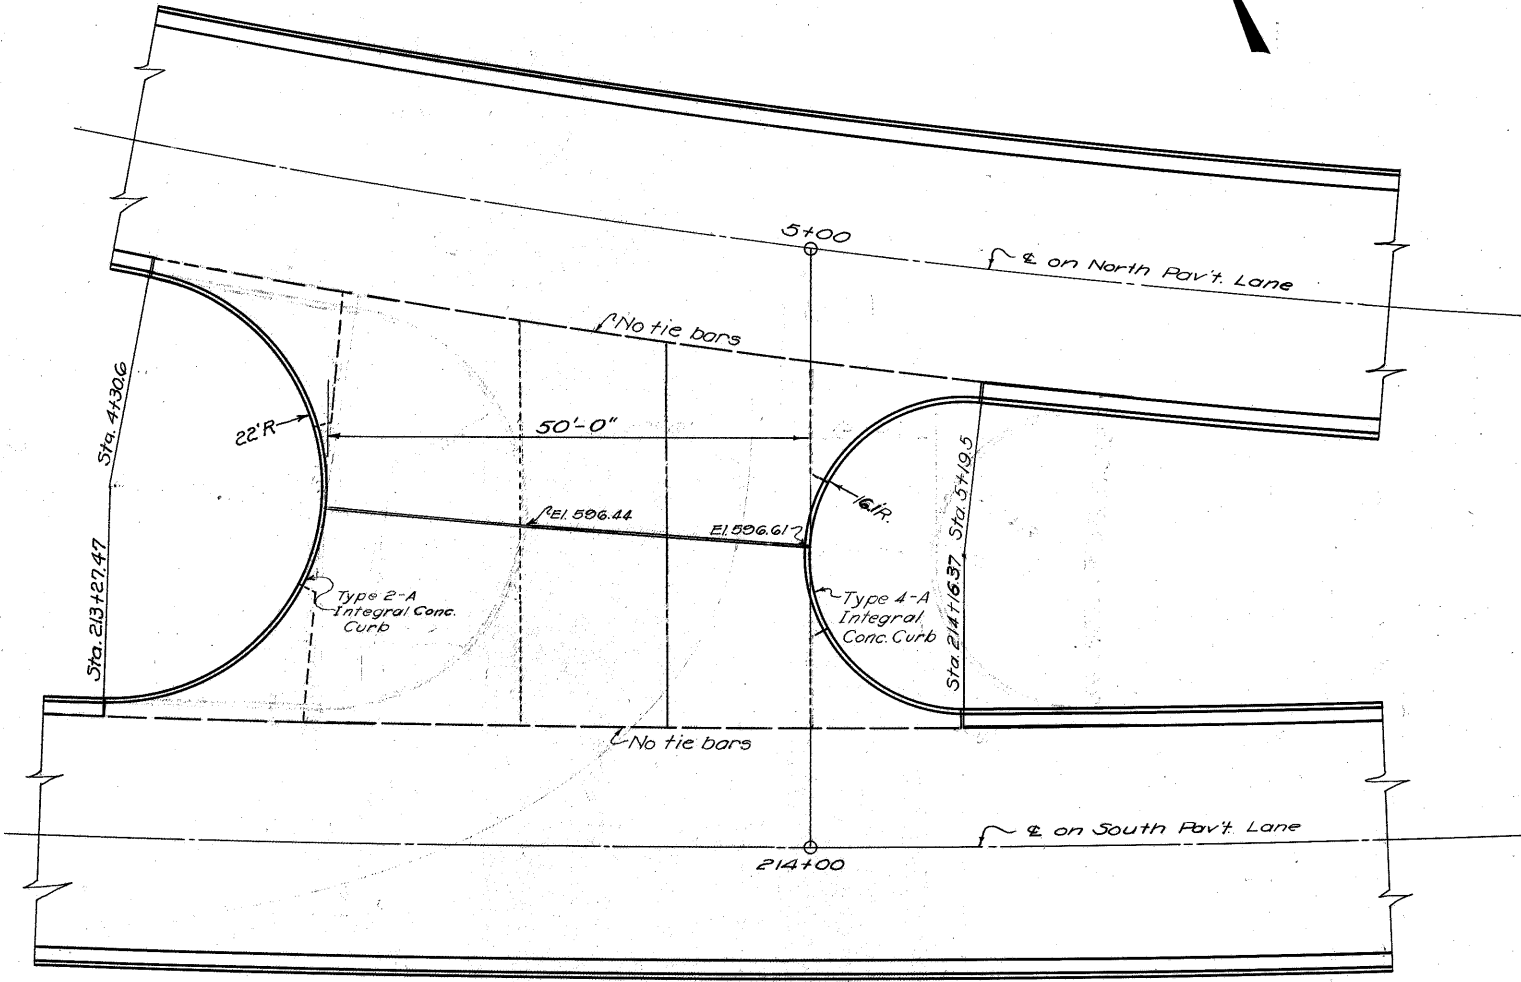 5+00
℄ on North Pav't. Lane
No tie bars
Sta. 4+30.6
22'R
50'-0"
16.1'R.
Sta. 5+19.5
El. 596.44
El. 596.61
Sta. 213+27.47
Type 2-A
Integral Conc.
Curb
Type 4-A
Integral
Conc. Curb
Sta. 214+16.37
No tie bars
℄ on South Pav't. Lane
214+00